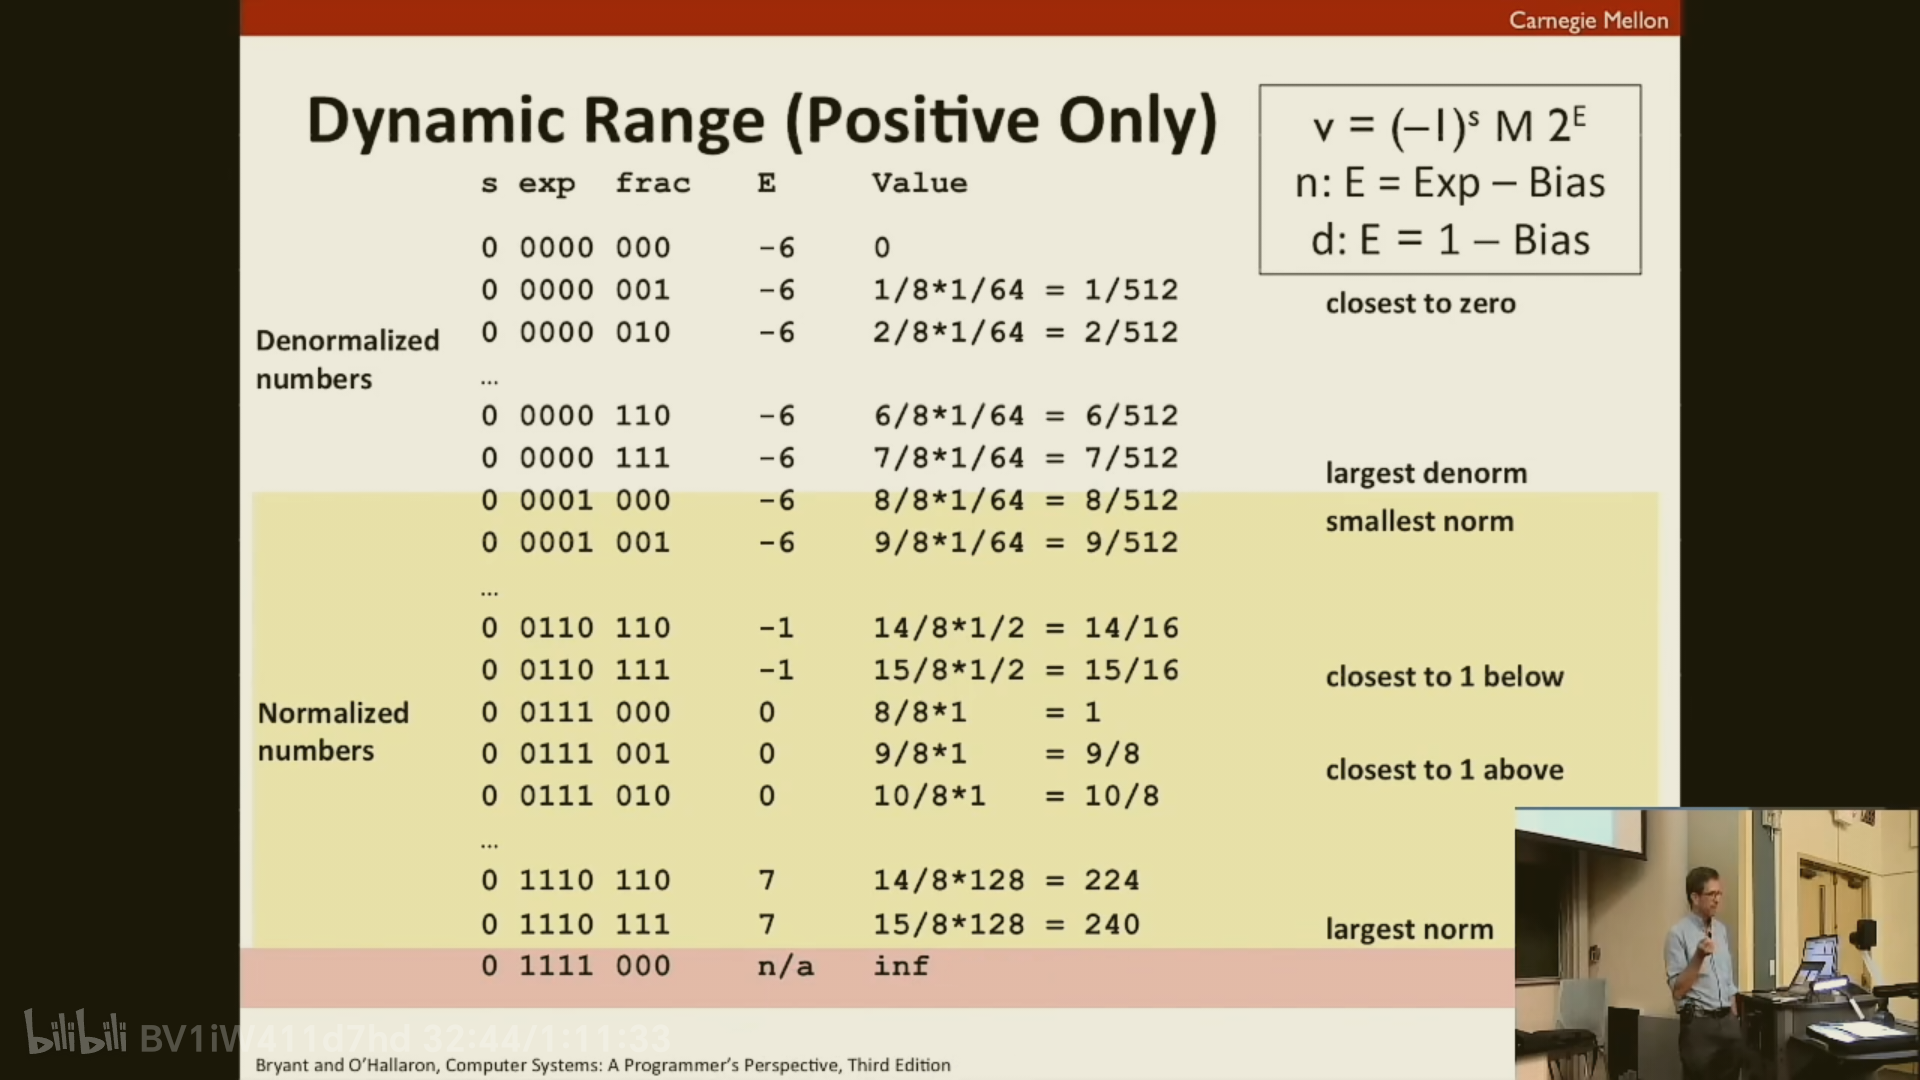 Carnegie Mellon
Dynamic Range (Positive Only)
v = (–1)ˢ M 2ᴱ
n: E = Exp – Bias
d: E = 1 – Bias
s exp frac E Value
0 0000 000 -6 0
0 0000 001 -6 1/8*1/64 = 1/512 closest to zero
0 0000 010 -6 2/8*1/64 = 2/512
Denormalized
numbers
…
0 0000 110 -6 6/8*1/64 = 6/512
0 0000 111 -6 7/8*1/64 = 7/512 largest denorm
0 0001 000 -6 8/8*1/64 = 8/512 smallest norm
0 0001 001 -6 9/8*1/64 = 9/512
…
0 0110 110 -1 14/8*1/2 = 14/16
0 0110 111 -1 15/8*1/2 = 15/16 closest to 1 below
Normalized
numbers
0 0111 000 0 8/8*1 = 1
0 0111 001 0 9/8*1 = 9/8 closest to 1 above
0 0111 010 0 10/8*1 = 10/8
…
0 1110 110 7 14/8*128 = 224
0 1110 111 7 15/8*128 = 240 largest norm
0 1111 000 n/a inf
bilibili BV1iW411d7hd 32:44/1:11:33
Bryant and O’Hallaron, Computer Systems: A Programmer’s Perspective, Third Edition